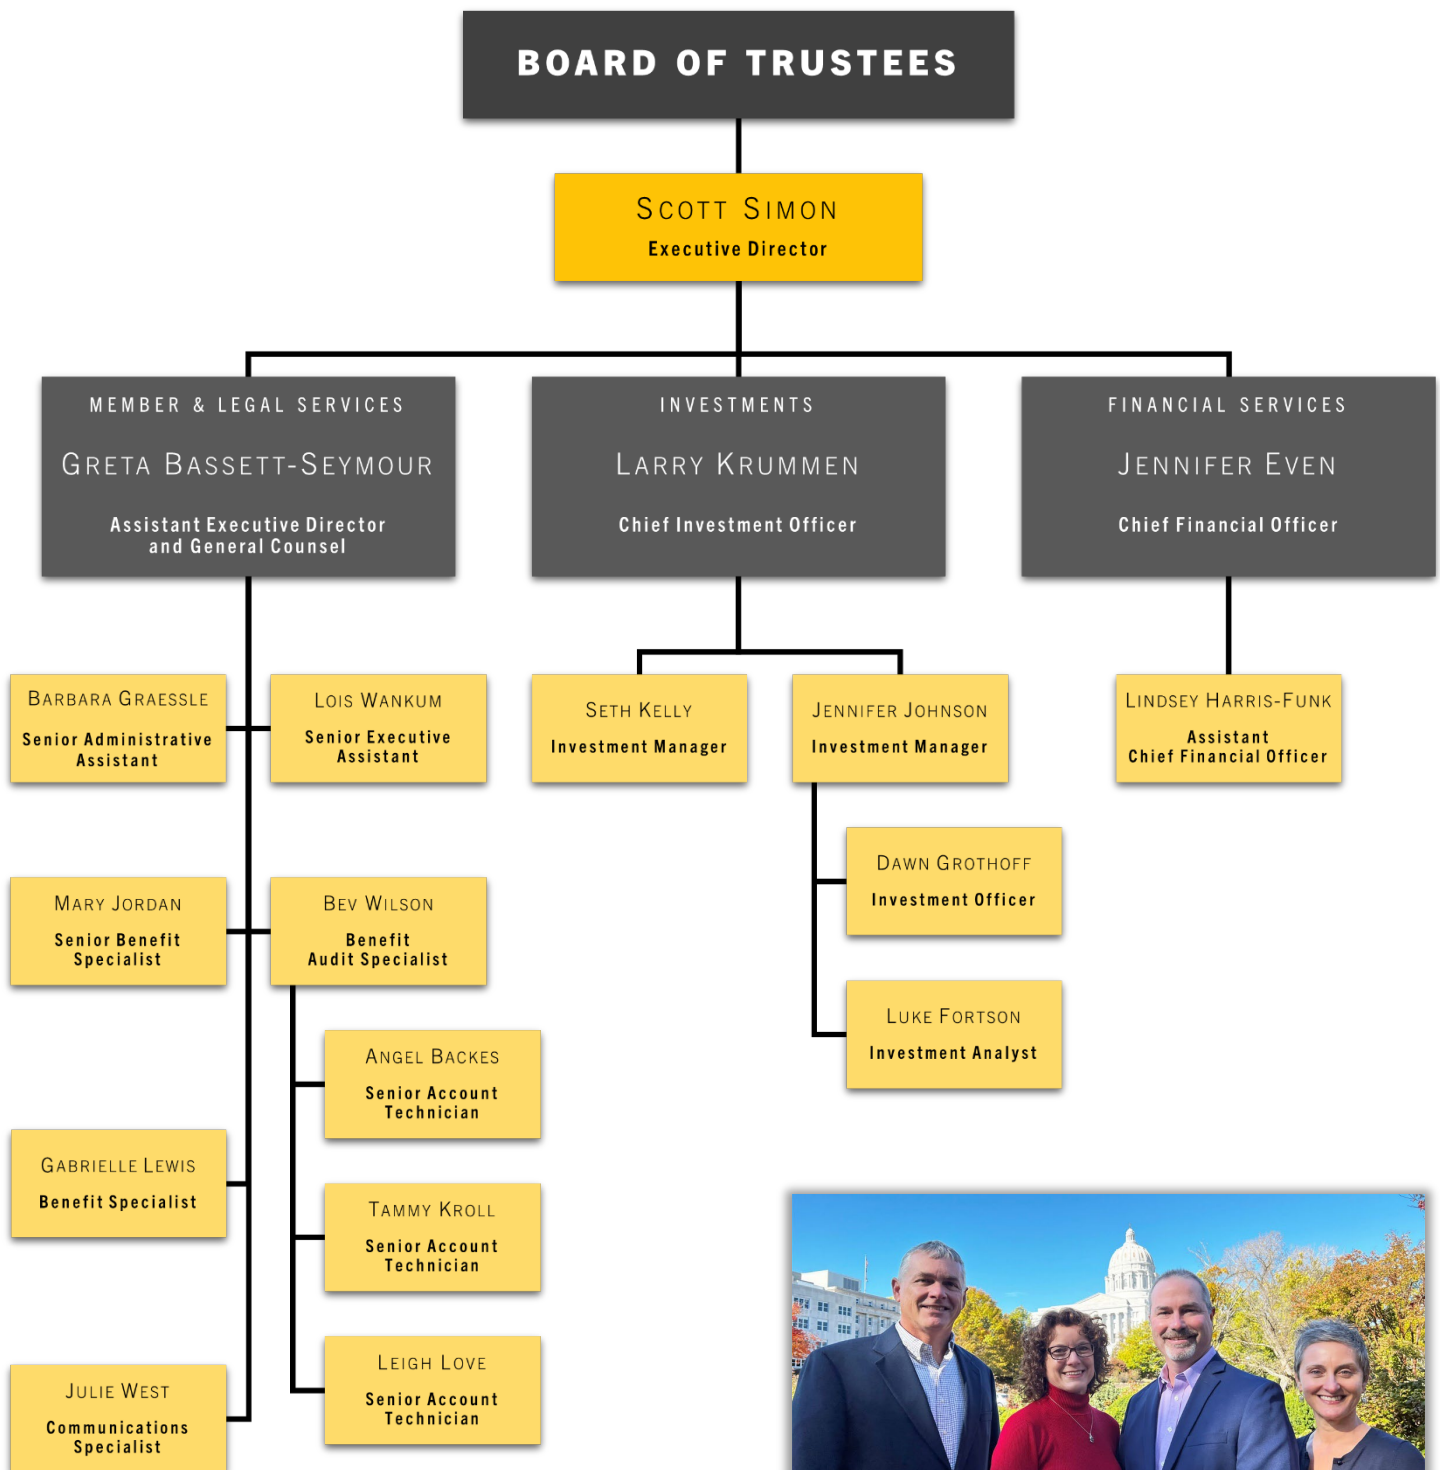 BOARD OF TRUSTEES
SCOTT SIMON
Executive Director
MEMBER & LEGAL SERVICES
GRETA BASSETT-SEYMOUR
Assistant Executive Director
and General Counsel
INVESTMENTS
LARRY KRUMMEN
Chief Investment Officer
FINANCIAL SERVICES
JENNIFER EVEN
Chief Financial Officer
BARBARA GRAESSLE
Senior Administrative
Assistant
LOIS WANKUM
Senior Executive
Assistant
SETH KELLY
Investment Manager
JENNIFER JOHNSON
Investment Manager
LINDSEY HARRIS-FUNK
Assistant
Chief Financial Officer
DAWN GROTHOFF
Investment Officer
MARY JORDAN
Senior Benefit
Specialist
BEV WILSON
Benefit
Audit Specialist
LUKE FORTSON
Investment Analyst
ANGEL BACKES
Senior Account
Technician
GABRIELLE LEWIS
Benefit Specialist
TAMMY KROLL
Senior Account
Technician
LEIGH LOVE
Senior Account
Technician
JULIE WEST
Communications
Specialist